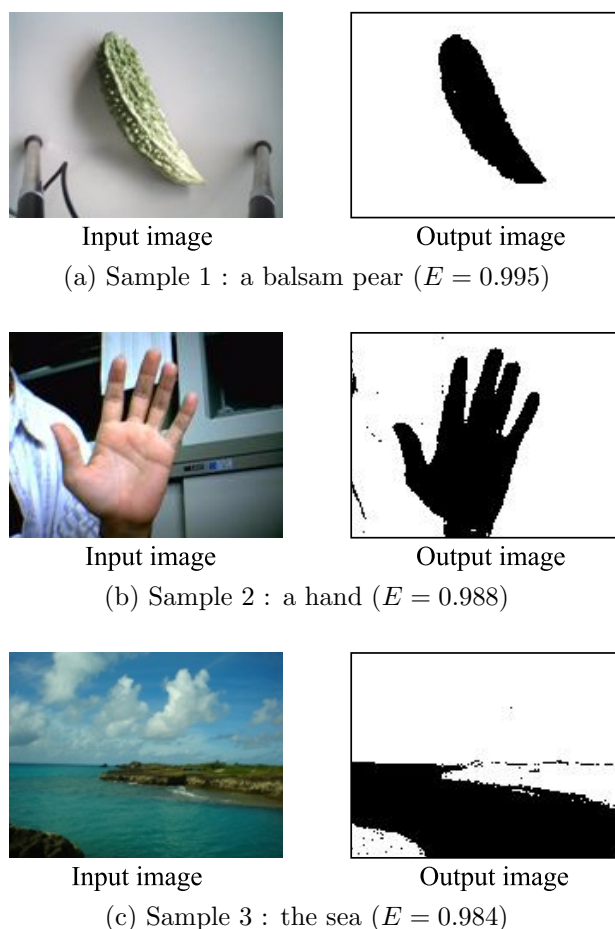 Input image
Output image
(a) Sample 1 : a balsam pear (E = 0.995)
Input image
Output image
(b) Sample 2 : a hand (E = 0.988)
Input image
Output image
(c) Sample 3 : the sea (E = 0.984)